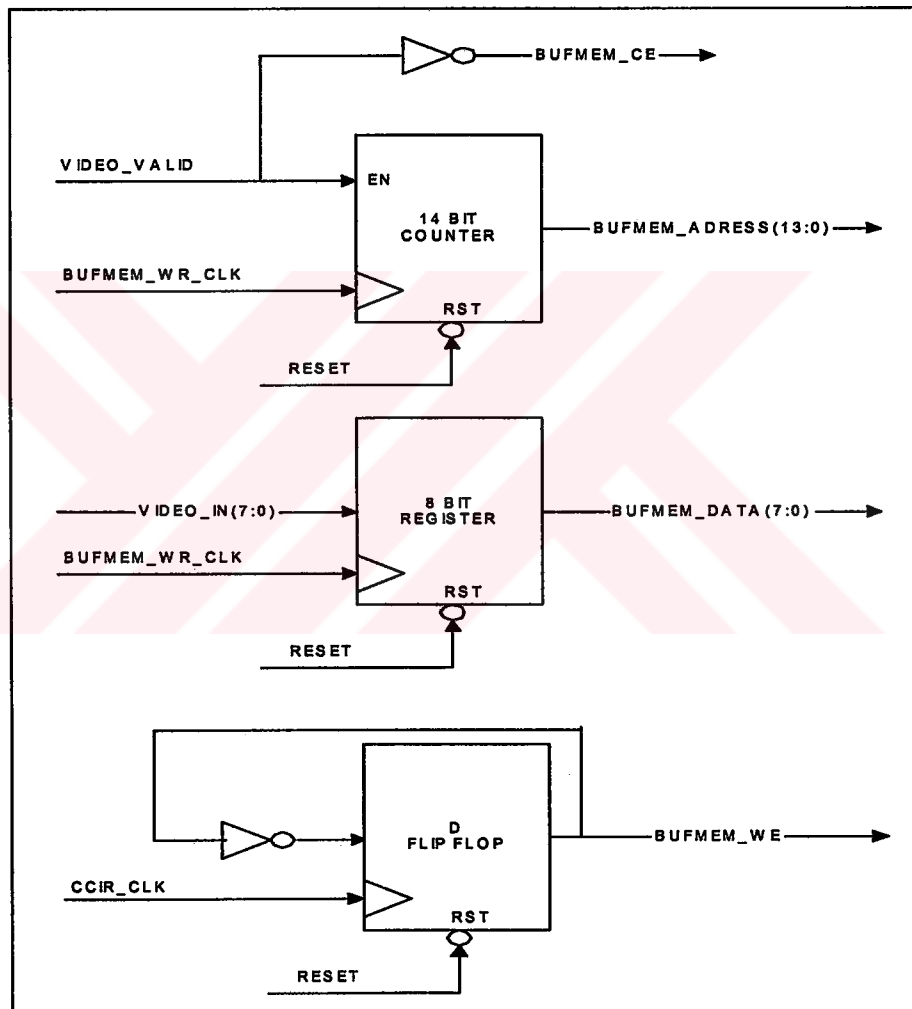 BUFMEM_CE
VIDEO_VALID
EN
14 BIT
COUNTER
BUFMEM_ADRESS(13:0)
BUFMEM_WR_CLK
RST
RESET
VIDEO_IN(7:0)
8 BIT
REGISTER
BUFMEM_DATA(7:0)
BUFMEM_WR_CLK
RST
RESET
D
FLIP FLOP
BUFMEM_WE
CCIR_CLK
RST
RESET